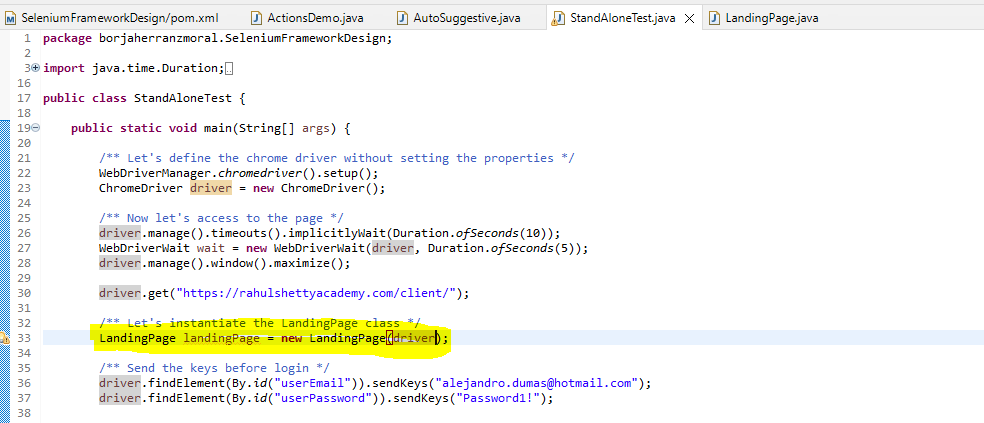 SeleniumFrameworkDesign/pom.xml ActionsDemo.java AutoSuggestive.java StandAloneTest.java LandingPage.java
1 package borjaherranzmoral.SeleniumFrameworkDesign;
2
3 import java.time.Duration;
16
17 public class StandAloneTest {
18
19 public static void main(String[] args) {
20
21 /** Let's define the chrome driver without setting the properties */
22 WebDriverManager.chromedriver().setup();
23 ChromeDriver driver = new ChromeDriver();
24
25 /** Now let's access to the page */
26 driver.manage().timeouts().implicitlyWait(Duration.ofSeconds(10));
27 WebDriverWait wait = new WebDriverWait(driver, Duration.ofSeconds(5));
28 driver.manage().window().maximize();
29
30 driver.get("https://rahulshettyacademy.com/client/");
31
32 /** Let's instantiate the LandingPage class */
33 LandingPage landingPage = new LandingPage(driver);
34
35 /** Send the keys before login */
36 driver.findElement(By.id("userEmail")).sendKeys("alejandro.dumas@hotmail.com");
37 driver.findElement(By.id("userPassword")).sendKeys("Password1!");
38